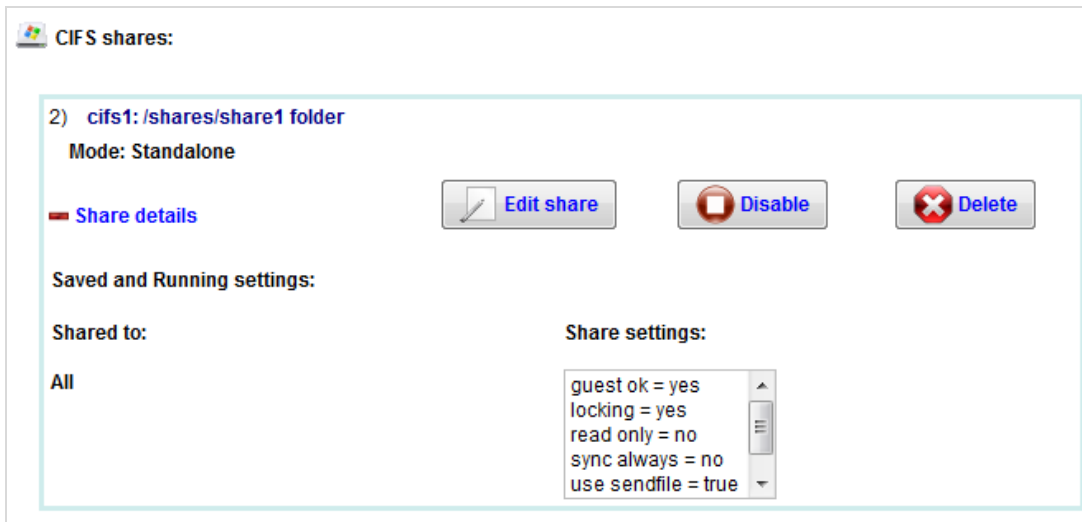 CIFS shares:
2) cifs1: /shares/share1 folder
Mode: Standalone
Share details
Edit share
Disable
Delete
Saved and Running settings:
Shared to:
Share settings:
All
guest ok = yes
locking = yes
read only = no
sync always = no
use sendfile = true